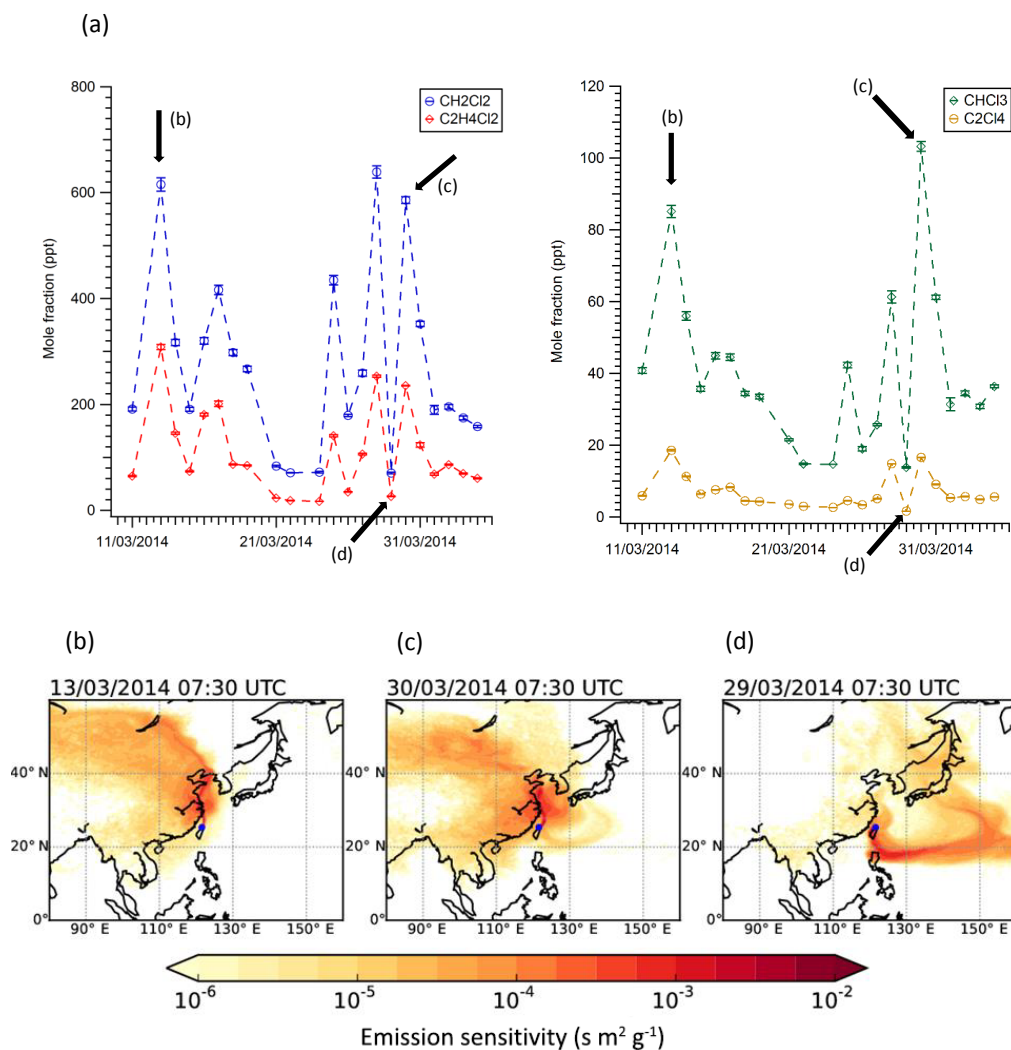 (a)
800
600
400
200
0
Mole fraction (ppt)
11/03/2014
21/03/2014
31/03/2014
CH2Cl2
C2H4Cl2
(b)
(c)
(d)
120
100
80
60
40
20
0
Mole fraction (ppt)
11/03/2014
21/03/2014
31/03/2014
CHCl3
C2Cl4
(b)
(c)
(d)
(b)
(c)
(d)
13/03/2014 07:30 UTC
30/03/2014 07:30 UTC
29/03/2014 07:30 UTC
40° N
20° N
0°
90° E
110° E
130° E
150° E
40° N
20° N
0°
90° E
110° E
130° E
150° E
40° N
20° N
0°
90° E
110° E
130° E
150° E
10⁻⁶
10⁻⁵
10⁻⁴
10⁻³
10⁻²
Emission sensitivity (s m² g⁻¹)